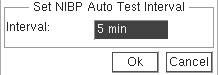 Set NIBP Auto Test Interval
Interval: 5 min
Ok Cancel